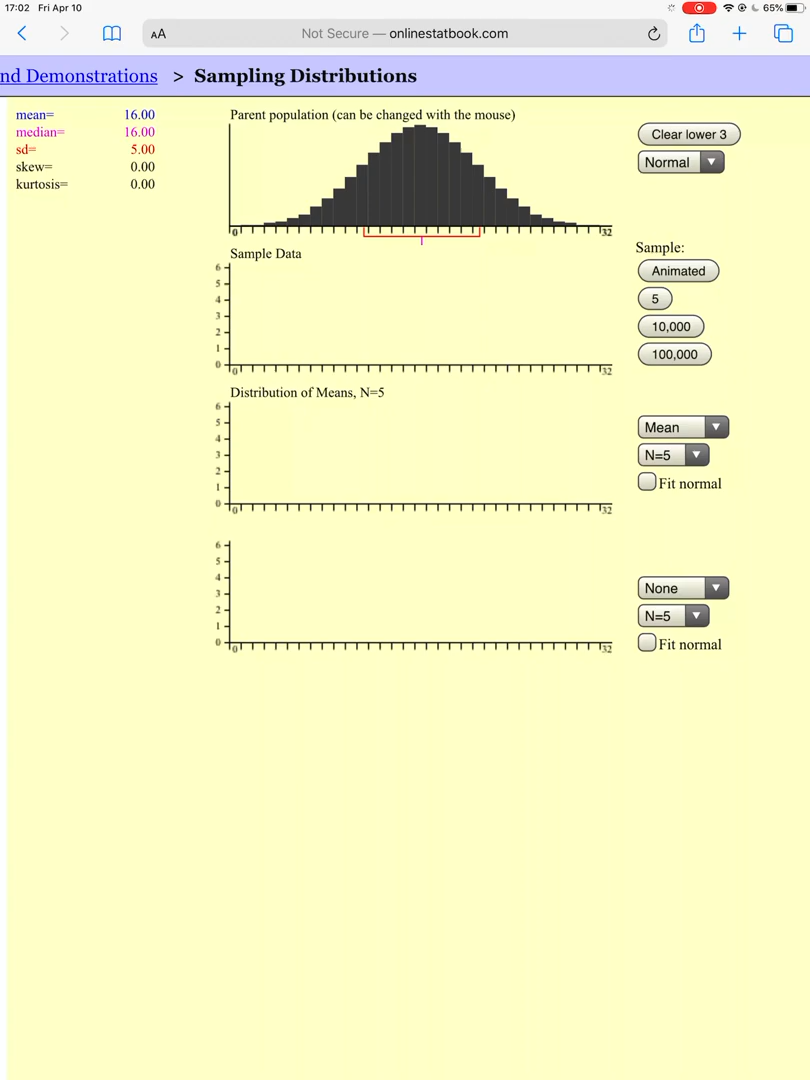 17:02 Fri Apr 10
65%
AA
Not Secure — onlinestatbook.com
nd Demonstrations > Sampling Distributions
mean= 16.00
median= 16.00
sd= 5.00
skew= 0.00
kurtosis= 0.00
Parent population (can be changed with the mouse)
0 32
Clear lower 3
Normal
Sample Data
6
5
4
3
2
1
0
0 32
Sample:
Animated
5
10,000
100,000
Distribution of Means, N=5
6
5
4
3
2
1
0
0 32
Mean
N=5
Fit normal
6
5
4
3
2
1
0
0 32
None
N=5
Fit normal